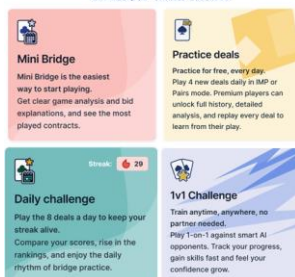 Mini Bridge
Mini Bridge is the easiest
way to start playing.
Get clear game analysis and bid
explanations, and see the most
played contracts.
Practice deals
Practice for free, every day.
Play 4 new deals daily in IMP or
Pairs mode. Premium players can
unlock full history, detailed
analysis, and replay every deal to
learn from their play.
Streak: 29
Daily challenge
Play the 8 deals a day to keep your
streak alive.
Compare your scores, rise in the
rankings, and enjoy the daily
rhythm of bridge practice.
1v1 Challenge
Train anytime, anywhere, no
partner needed.
Play 1-on-1 against smart AI
opponents. Track your progress,
gain skills fast and feel your
confidence grow.